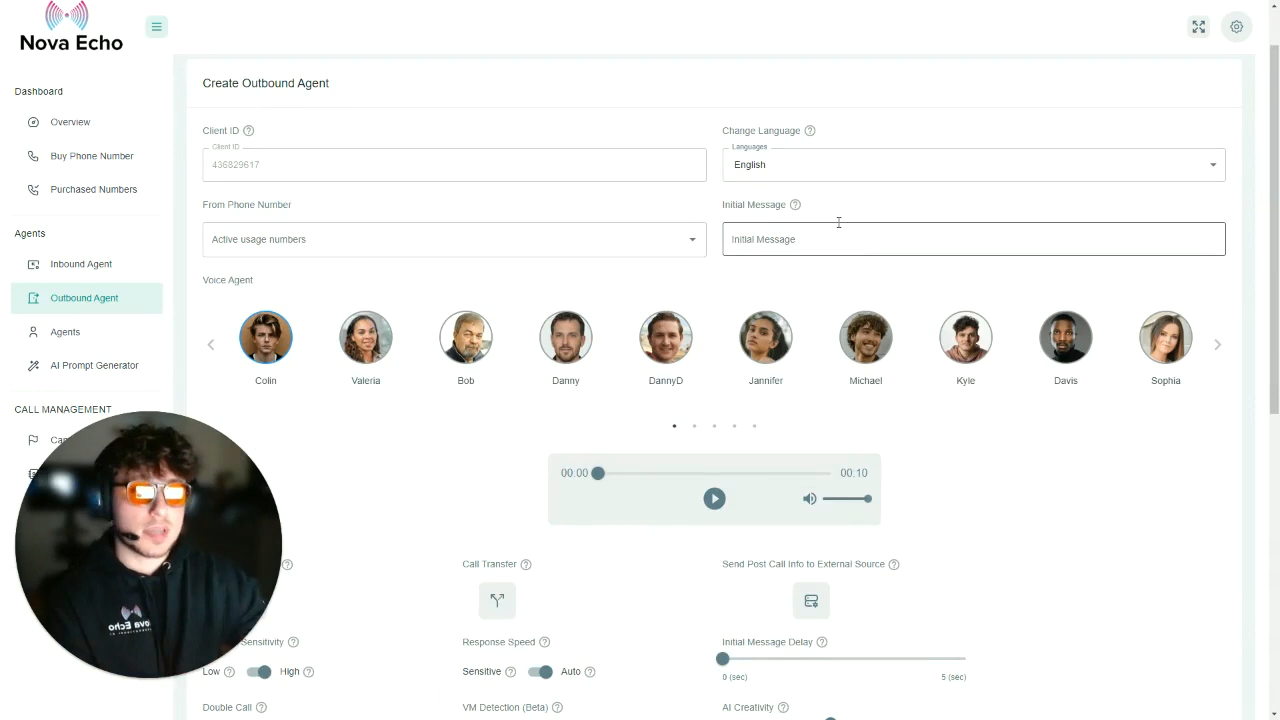 Nova Echo
Dashboard
Overview
Buy Phone Number
Purchased Numbers
Agents
Inbound Agent
Outbound Agent
Agents
AI Prompt Generator
CALL MANAGEMENT
Create Outbound Agent
Client ID
Client ID
436829617
Change Language
Languages
English
From Phone Number
Active usage numbers
Initial Message
Initial Message
Voice Agent
Colin
Valeria
Bob
Danny
DannyD
Jannifer
Michael
Kyle
Davis
Sophia
00:00
00:10
Call Transfer
Send Post Call Info to External Source
Sensitivity
Low
High
Response Speed
Sensitive
Auto
Initial Message Delay
0 (sec)
5 (sec)
Double Call
VM Detection (Beta)
AI Creativity
Nova Echo